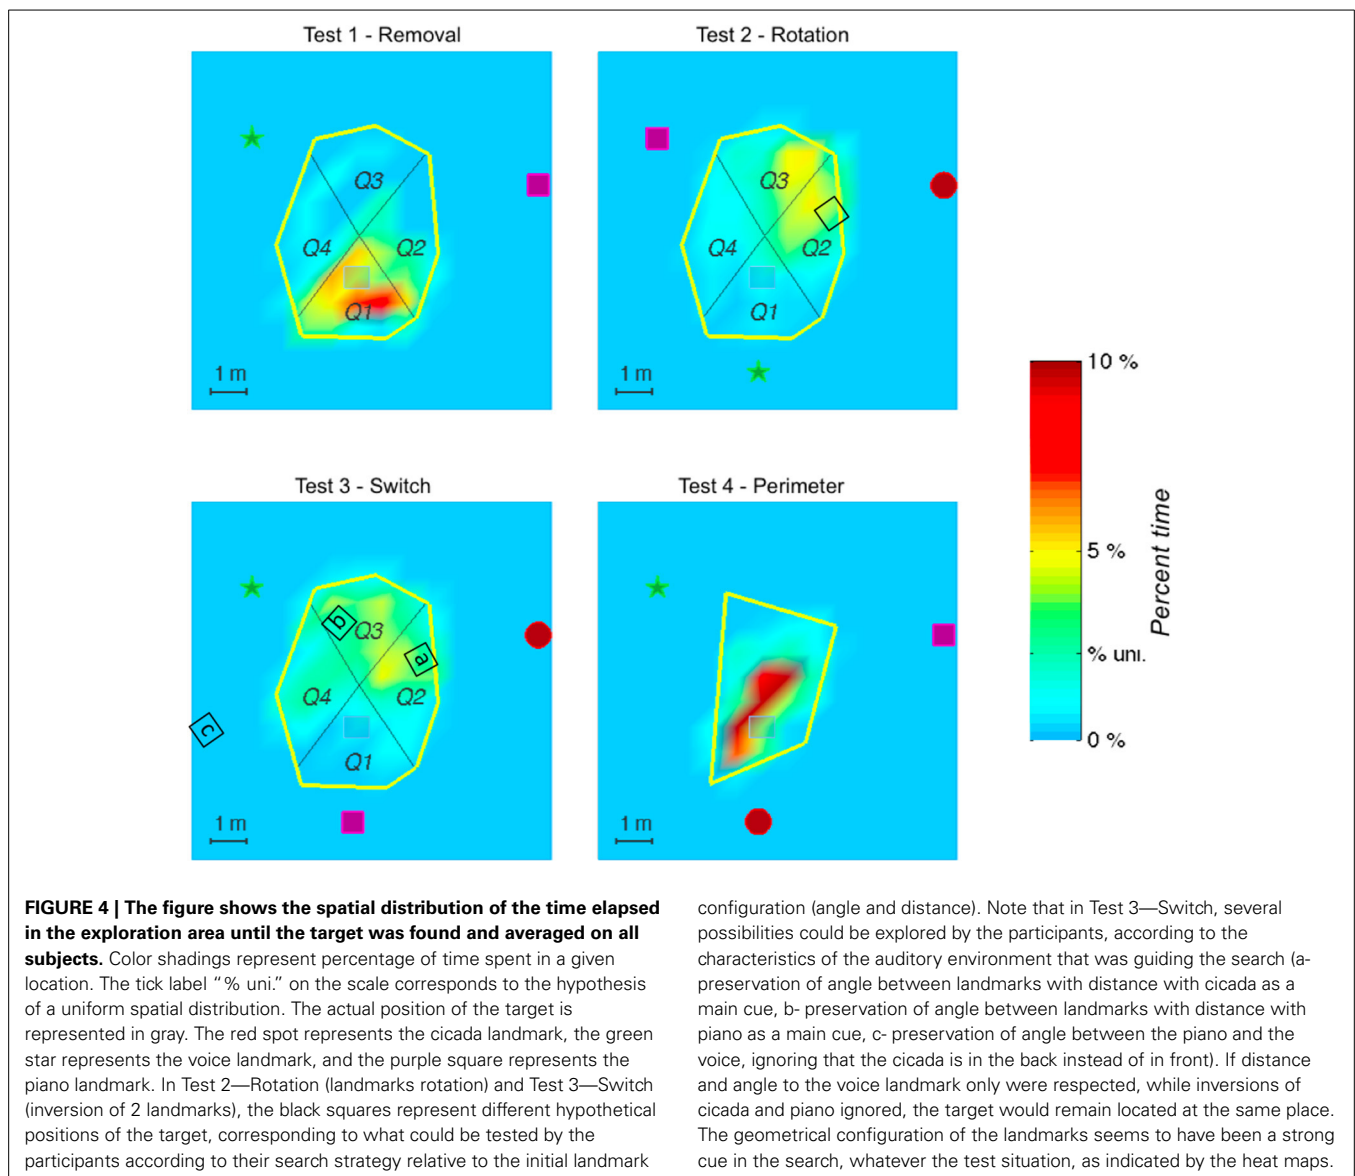 Test 1 - Removal
Q3
Q4
Q2
Q1
1 m
Test 2 - Rotation
Q3
Q4
Q2
Q1
1 m
Test 3 - Switch
b
Q3
a
Q4
Q2
c
Q1
1 m
Test 4 - Perimeter
1 m
10 %
5 %
% uni.
0 %
Percent time
FIGURE 4 | The figure shows the spatial distribution of the time elapsed
in the exploration area until the target was found and averaged on all
subjects. Color shadings represent percentage of time spent in a given
location. The tick label “% uni.” on the scale corresponds to the hypothesis
of a uniform spatial distribution. The actual position of the target is
represented in gray. The red spot represents the cicada landmark, the green
star represents the voice landmark, and the purple square represents the
piano landmark. In Test 2—Rotation (landmarks rotation) and Test 3—Switch
(inversion of 2 landmarks), the black squares represent different hypothetical
positions of the target, corresponding to what could be tested by the
participants according to their search strategy relative to the initial landmark
configuration (angle and distance). Note that in Test 3—Switch, several
possibilities could be explored by the participants, according to the
characteristics of the auditory environment that was guiding the search (a-
preservation of angle between landmarks with distance with cicada as a
main cue, b- preservation of angle between landmarks with distance with
piano as a main cue, c- preservation of angle between the piano and the
voice, ignoring that the cicada is in the back instead of in front). If distance
and angle to the voice landmark only were respected, while inversions of
cicada and piano ignored, the target would remain located at the same place.
The geometrical configuration of the landmarks seems to have been a strong
cue in the search, whatever the test situation, as indicated by the heat maps.